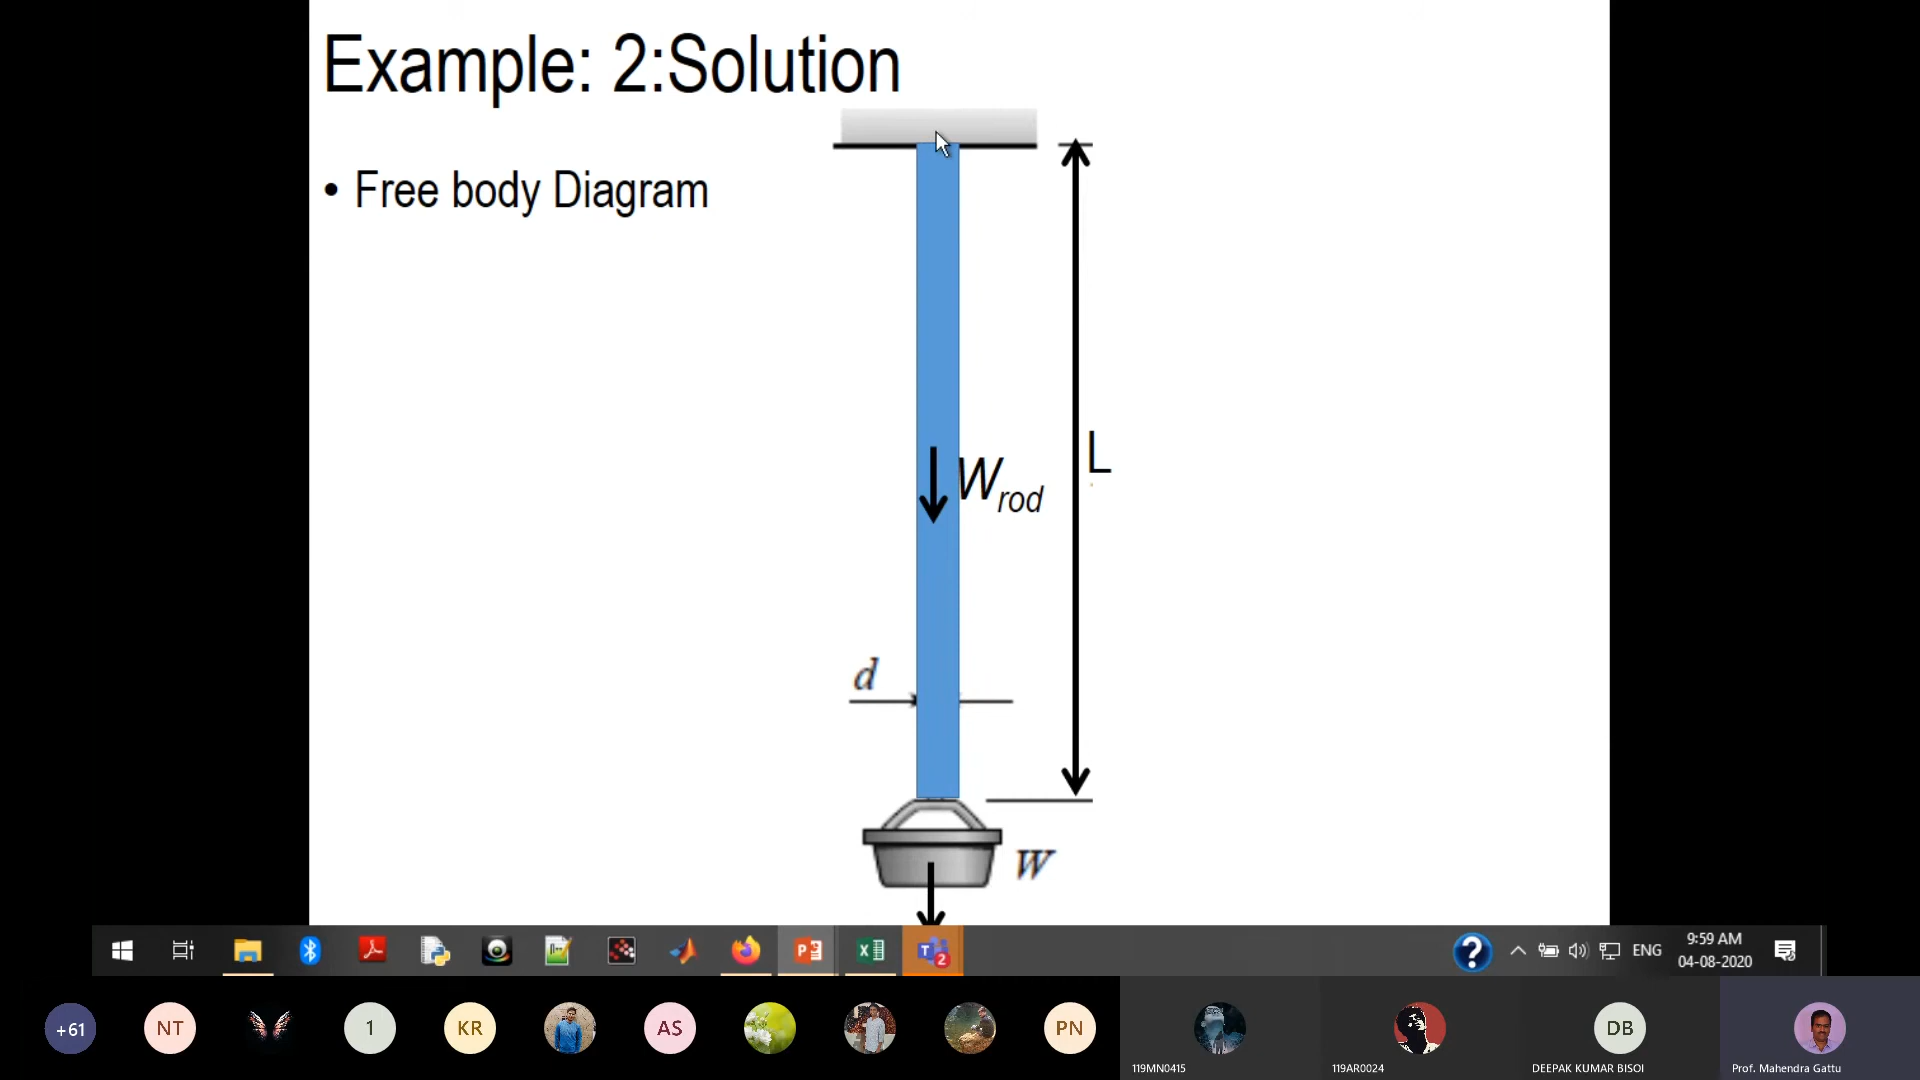 Example: 2:Solution
• Free body Diagram
W rod
L
d
W
ENG
9:59 AM
04-08-2020
+61
NT
1
KR
AS
PN
DB
119MN0415
119AR0024
DEEPAK KUMAR BISOI
Prof. Mahendra Gattu